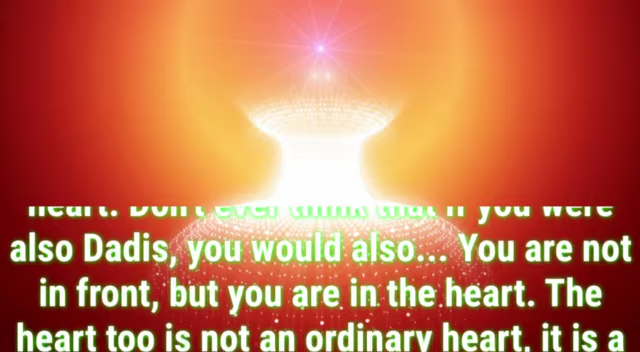 heart. Don't ever think that if you were
also Dadis, you would also... You are not
in front, but you are in the heart. The
heart too is not an ordinary heart, it is a